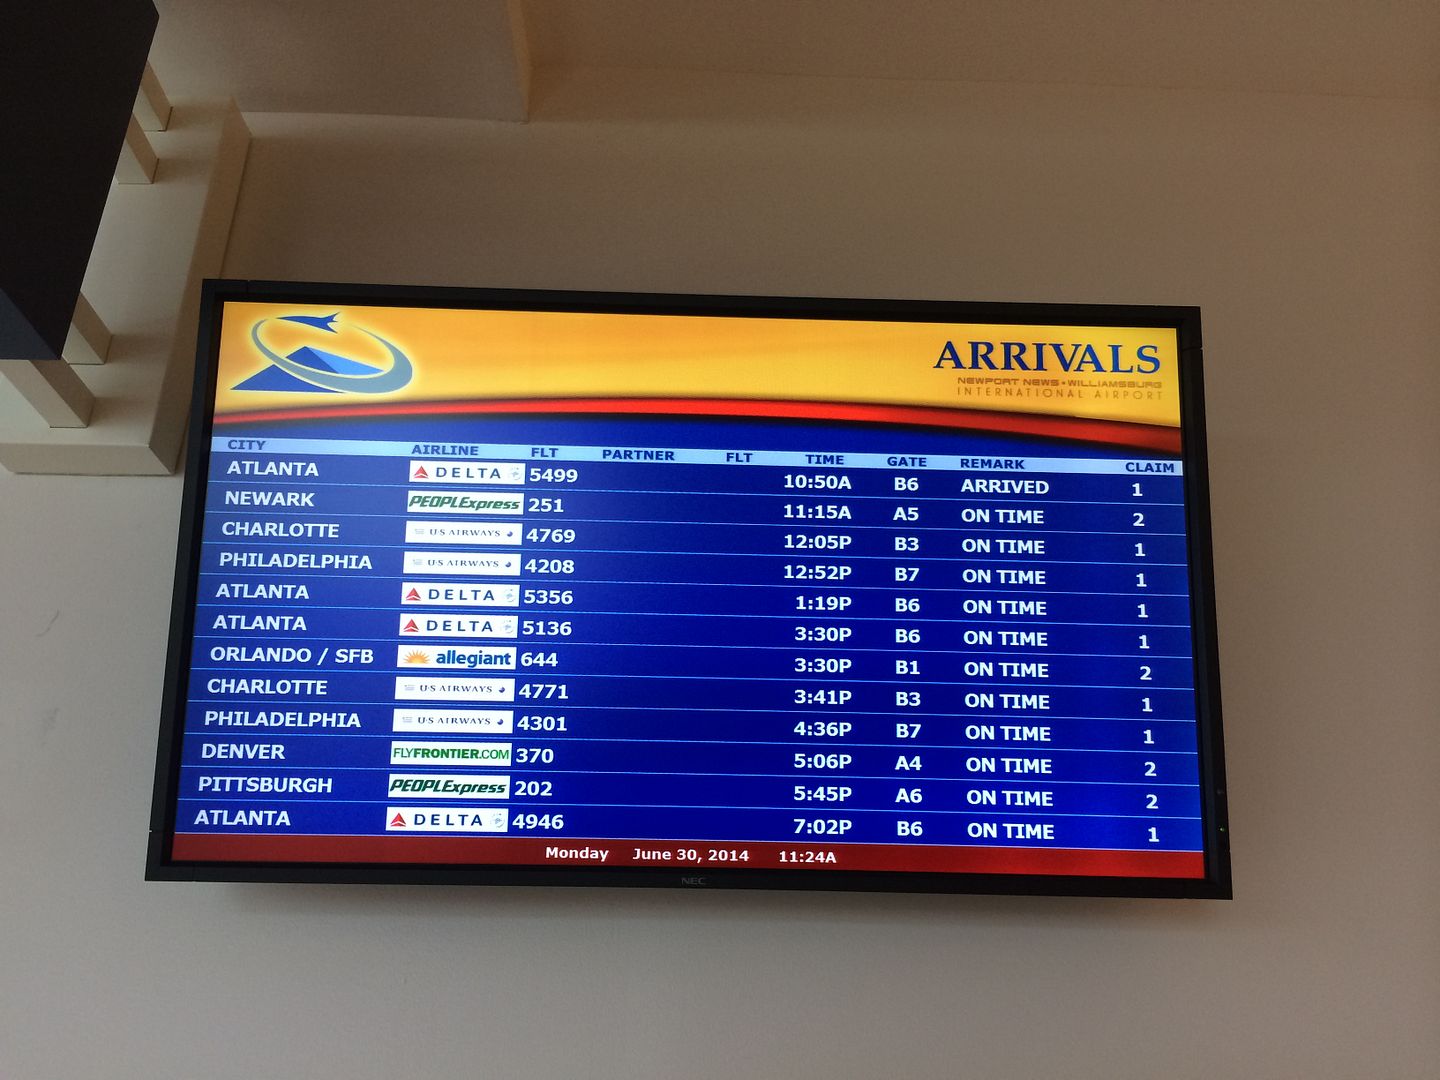 ARRIVALS
NEWPORT NEWS • WILLIAMSBURG
INTERNATIONAL AIRPORT
CITY AIRLINE FLT PARTNER FLT TIME GATE REMARK CLAIM
ATLANTA DELTA 5499 10:50A B6 ARRIVED 1
NEWARK PEOPLExpress 251 11:15A A5 ON TIME 2
CHARLOTTE U·S AIRWAYS 4769 12:05P B3 ON TIME 1
PHILADELPHIA U·S AIRWAYS 4208 12:52P B7 ON TIME 1
ATLANTA DELTA 5356 1:19P B6 ON TIME 1
ATLANTA DELTA 5136 3:30P B6 ON TIME 1
ORLANDO / SFB allegiant 644 3:30P B1 ON TIME 2
CHARLOTTE U·S AIRWAYS 4771 3:41P B3 ON TIME 1
PHILADELPHIA U·S AIRWAYS 4301 4:36P B7 ON TIME 1
DENVER FLYFRONTIER.COM 370 5:06P A4 ON TIME 2
PITTSBURGH PEOPLExpress 202 5:45P A6 ON TIME 2
ATLANTA DELTA 4946 7:02P B6 ON TIME 1
Monday June 30, 2014 11:24A
NEC